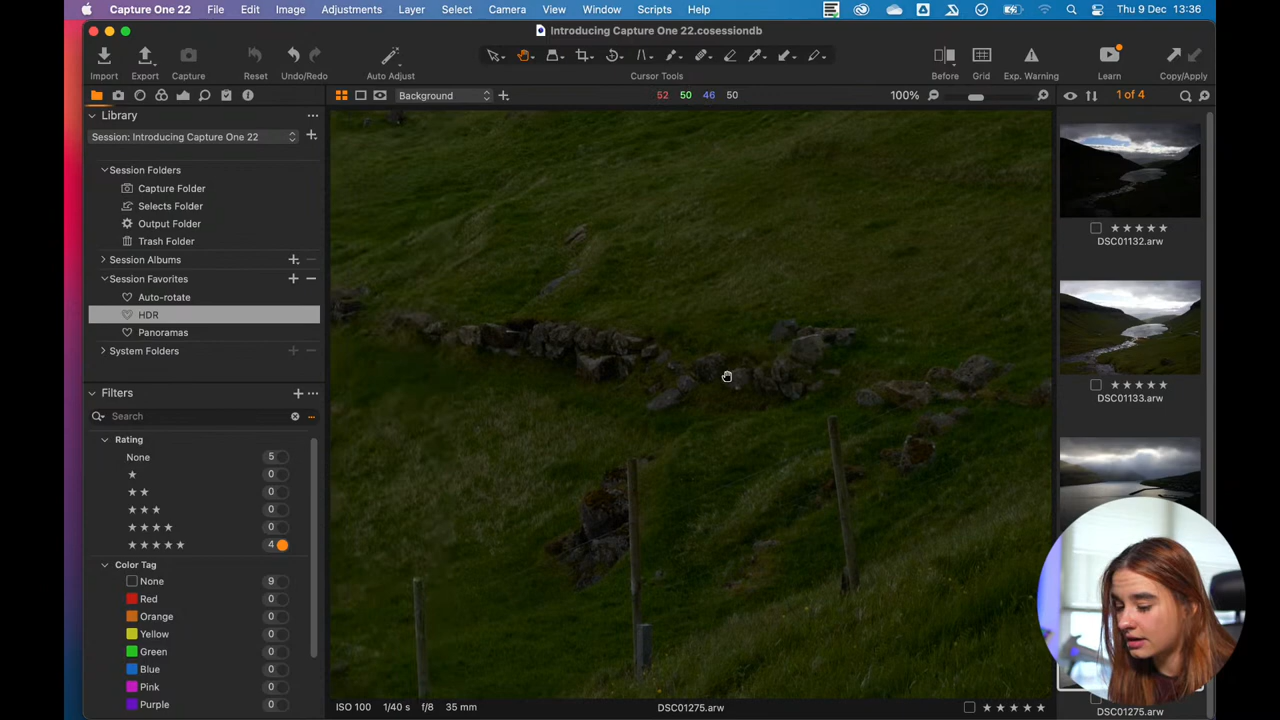 Capture One 22 File Edit Image Adjustments Layer Select Camera View Window Scripts Help Thu 9 Dec 13:36
Introducing Capture One 22.cosessiondb
Import Export Capture Reset Undo/Redo Auto Adjust Cursor Tools Before Grid Exp. Warning Learn Copy/Apply
Background 52 50 46 50 100% 1 of 4
Library
Session: Introducing Capture One 22
Session Folders
Capture Folder
Selects Folder
Output Folder
Trash Folder
Session Albums
Session Favorites
Auto-rotate
HDR
Panoramas
System Folders
Filters
Search
Rating
None 5
0
0
0
0
4
Color Tag
None 9
Red 0
Orange 0
Yellow 0
Green 0
Blue 0
Pink 0
Purple 0
ISO 100 1/40 s f/8 35 mm DSC01275.arw
DSC01132.arw
DSC01133.arw
DSC01275.arw